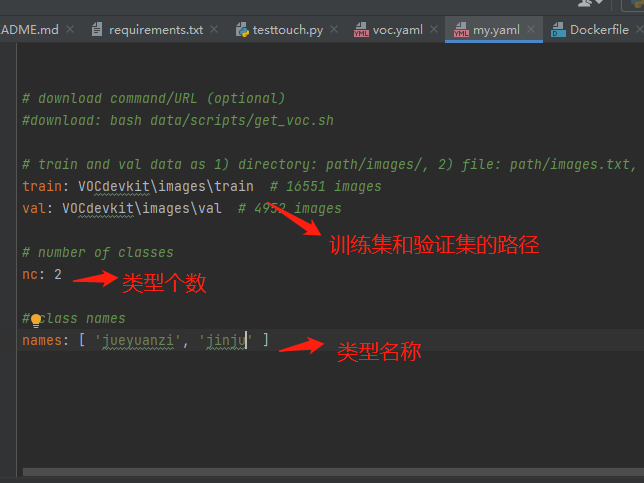 ADME.md
requirements.txt
testtouch.py
voc.yaml
my.yaml
Dockerfile
# download command/URL (optional)
#download: bash data/scripts/get_voc.sh
# train and val data as 1) directory: path/images/, 2) file: path/images.txt,
train: VOCdevkit\images\train # 16551 images
val: VOCdevkit\images\val # 4952 images
训练集和验证集的路径
# number of classes
nc: 2
类型个数
# class names
names: [ 'jueyuanzi', 'jinju' ]
类型名称